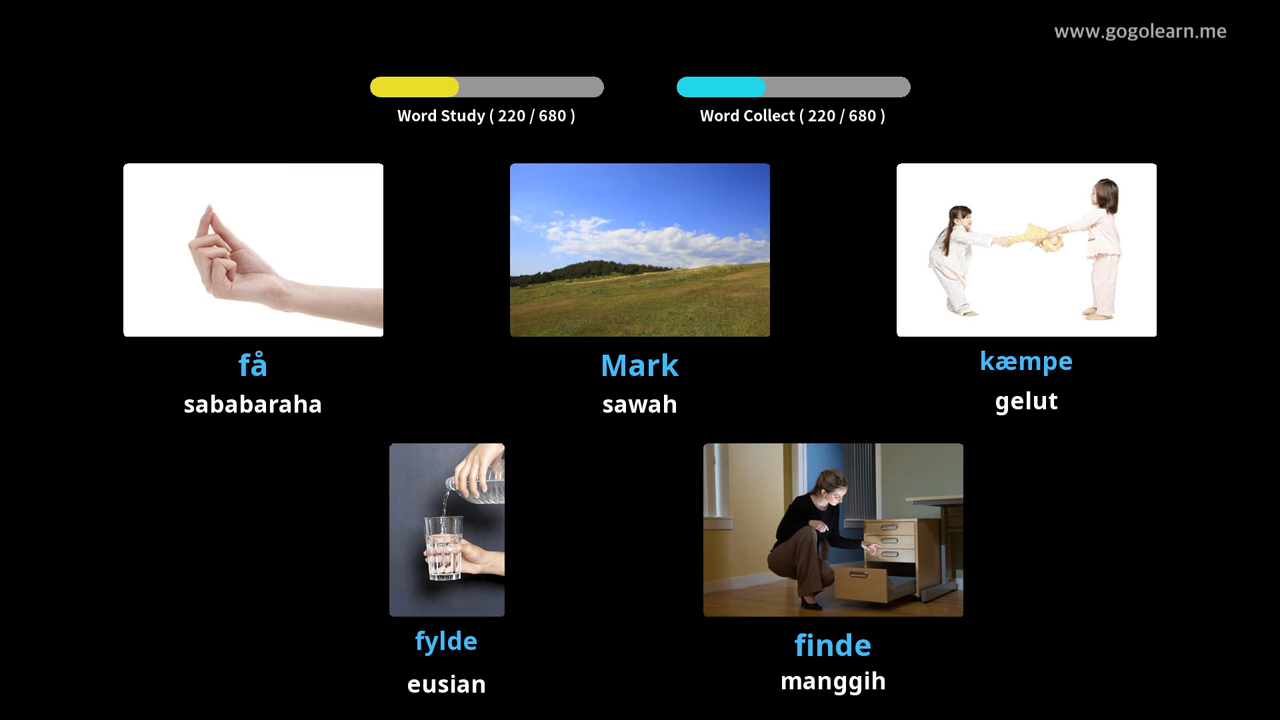 www.gogolearn.me
Word Study ( 220 / 680 )
Word Collect ( 220 / 680 )
få
sababaraha
Mark
sawah
kæmpe
gelut
fylde
eusian
finde
manggih